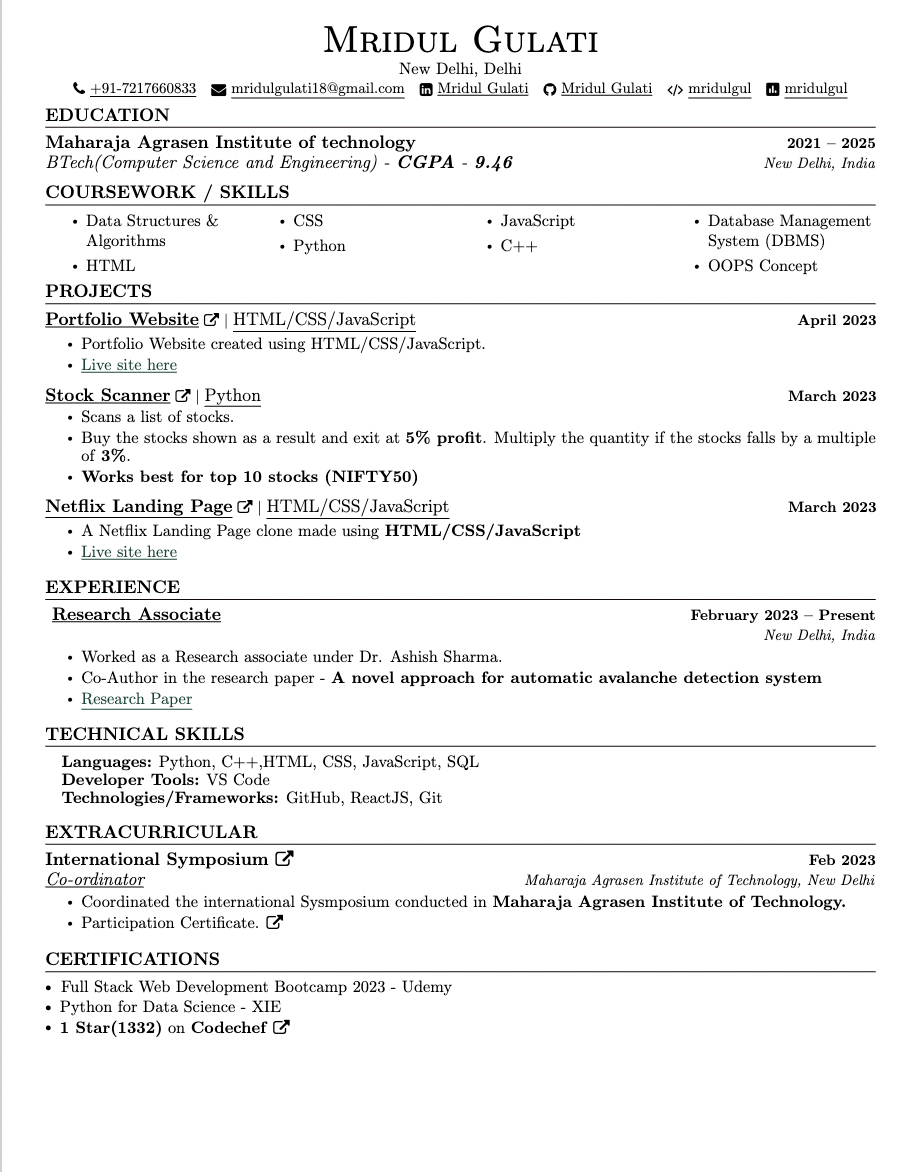 Mridul Gulati
New Delhi, Delhi
+91-7217660833 mridulgulati18@gmail.com Mridul Gulati Mridul Gulati mridulgul mridulgul
EDUCATION
Maharaja Agrasen Institute of technology 2021 – 2025
BTech(Computer Science and Engineering) - CGPA - 9.46 New Delhi, India
COURSEWORK / SKILLS
• Data Structures &
Algorithms
• HTML
• CSS
• Python
• JavaScript
• C++
• Database Management
System (DBMS)
• OOPS Concept
PROJECTS
Portfolio Website | HTML/CSS/JavaScript April 2023
• Portfolio Website created using HTML/CSS/JavaScript.
• Live site here
Stock Scanner | Python March 2023
• Scans a list of stocks.
• Buy the stocks shown as a result and exit at 5% profit. Multiply the quantity if the stocks falls by a multiple
of 3%.
• Works best for top 10 stocks (NIFTY50)
Netflix Landing Page | HTML/CSS/JavaScript March 2023
• A Netflix Landing Page clone made using HTML/CSS/JavaScript
• Live site here
EXPERIENCE
Research Associate February 2023 – Present
New Delhi, India
• Worked as a Research associate under Dr. Ashish Sharma.
• Co-Author in the research paper - A novel approach for automatic avalanche detection system
• Research Paper
TECHNICAL SKILLS
Languages: Python, C++,HTML, CSS, JavaScript, SQL
Developer Tools: VS Code
Technologies/Frameworks: GitHub, ReactJS, Git
EXTRACURRICULAR
International Symposium Feb 2023
Co-ordinator Maharaja Agrasen Institute of Technology, New Delhi
• Coordinated the international Sysmposium conducted in Maharaja Agrasen Institute of Technology.
• Participation Certificate.
CERTIFICATIONS
• Full Stack Web Development Bootcamp 2023 - Udemy
• Python for Data Science - XIE
• 1 Star(1332) on Codechef